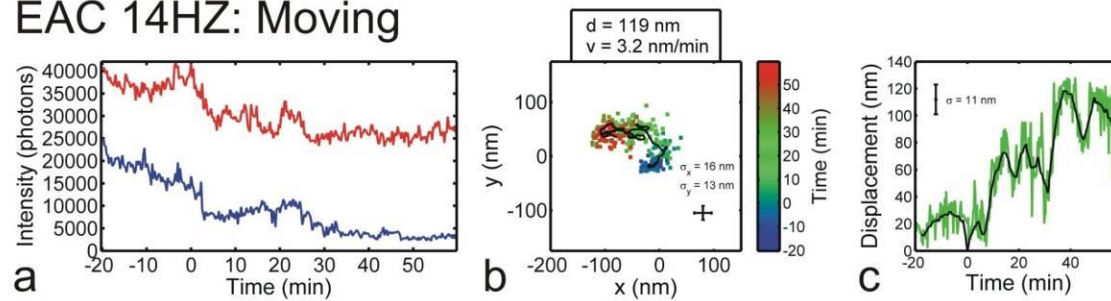 EAC 14HZ: Moving
40000
35000
30000
25000
20000
15000
10000
5000
0
Intensity (photons)
-20 -10 0 10 20 30 40 50
Time (min)
a
d = 119 nm
v = 3.2 nm/min
100
0
-100
y (nm)
-200 -100 0 100
x (nm)
σx = 16 nm
σy = 13 nm
b
50
40
30
20
10
0
-10
-20
Time (min)
140
120
100
80
60
40
20
0
Displacement (nm)
σ = 11 nm
-20 0 20 40
Time (min)
c